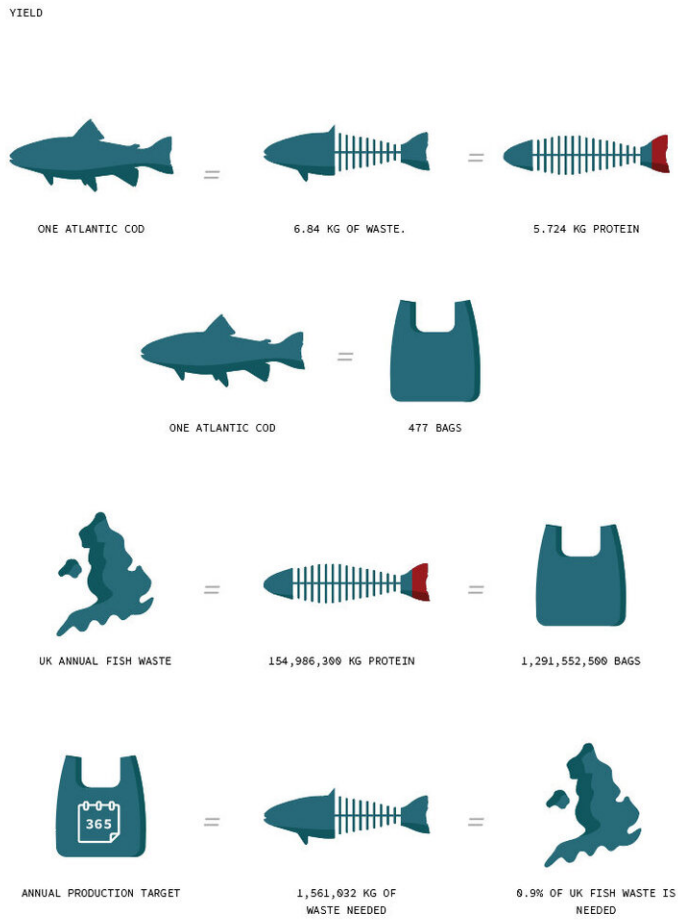 YIELD
ONE ATLANTIC COD
6.84 KG OF WASTE.
5.724 KG PROTEIN
ONE ATLANTIC COD
477 BAGS
UK ANNUAL FISH WASTE
154,986,300 KG PROTEIN
1,291,552,500 BAGS
365
ANNUAL PRODUCTION TARGET
1,561,032 KG OF
WASTE NEEDED
0.9% OF UK FISH WASTE IS
NEEDED